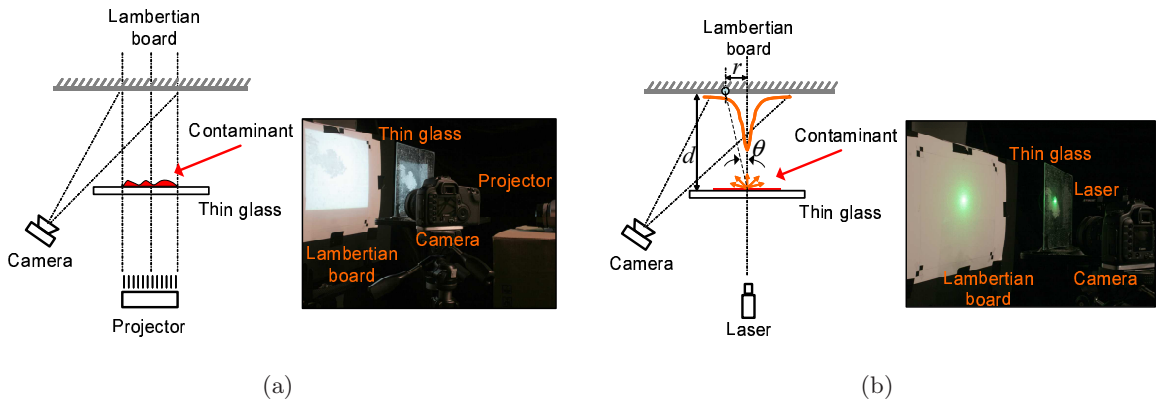 Lambertian
board
Contaminant
Thin glass
Camera
Projector
Thin glass
Projector
Camera
Lambertian
board
(a)
Lambertian
board
r
d
θ
Contaminant
Thin glass
Camera
Laser
Thin glass
Laser
Lambertian
board
Camera
(b)